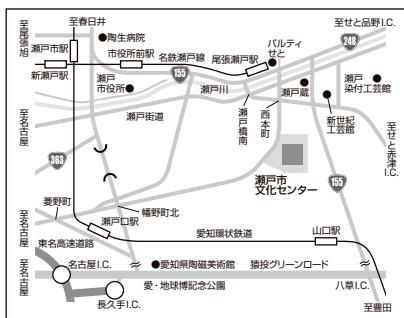 至尾張旭
至春日井
陶生病院
至せと品野I.C.
瀬戸市駅
市役所前駅
名鉄瀬戸線
尾張瀬戸駅
パルティせと
248
新瀬戸駅
瀬戸
市役所
155
瀬戸川
瀬戸蔵
瀬戸
染付工芸館
至名古屋
瀬戸街道
瀬戸橋南
西本町
新世紀
工芸館
至せと赤津I.C.
363
瀬戸市
文化センター
155
菱野町
瀬戸口駅
幡野町北
愛知環状鉄道
山口駅
至名古屋
東名高速道路
名古屋I.C.
愛知県陶磁美術館
猿投グリーンロード
至名古屋
長久手I.C.
愛・地球博記念公園
八草I.C.
至豊田